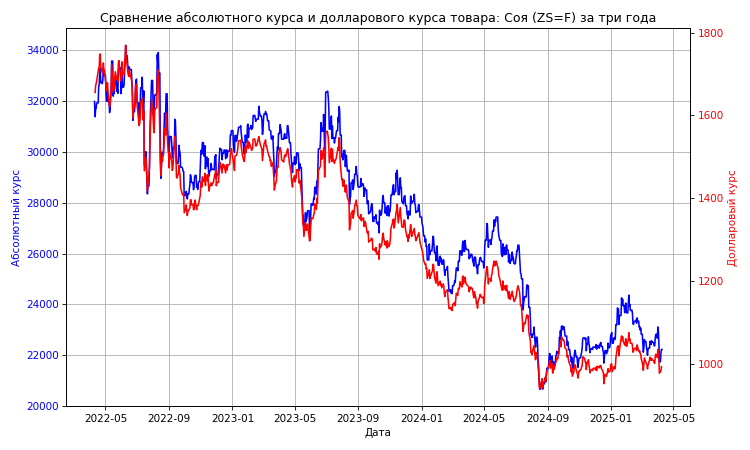 Сравнение абсолютного курса и долларового курса товара: Соя (ZS=F) за три года
34000
32000
30000
28000
26000
24000
22000
20000
Абсолютный курс
1800
1600
1400
1200
1000
Долларовый курс
2022-05 2022-09 2023-01 2023-05 2023-09 2024-01 2024-05 2024-09 2025-01 2025-05
Дата